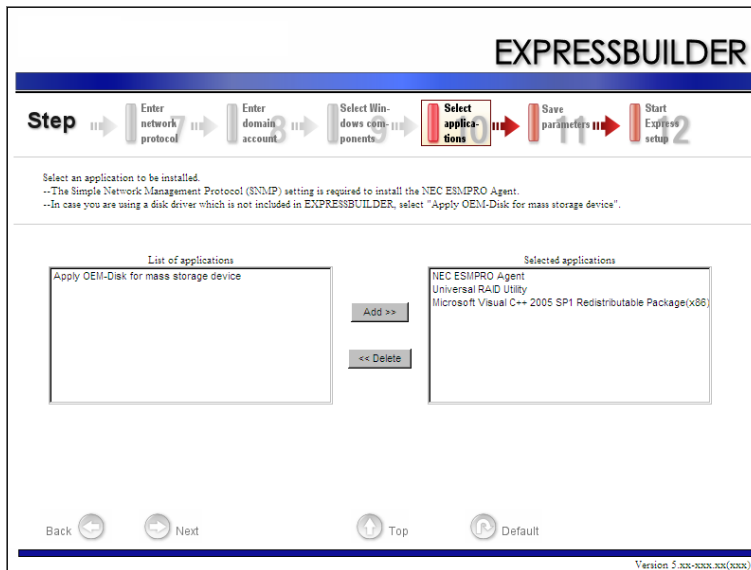 EXPRESSBUILDER
Step
7
Enter
network
protocol
8
Enter
domain
account
9
Select Win-
dows com-
ponents
10
Select
applica-
tions
11
Save
parameters
12
Start
Express
setup
Select an application to be installed.
--The Simple Network Management Protocol (SNMP) setting is required to install the NEC ESMPRO Agent.
--In case you are using a disk driver which is not included in EXPRESSBUILDER, select "Apply OEM-Disk for mass storage device".
List of applications
Apply OEM-Disk for mass storage device
Add >>
<< Delete
Selected applications
NEC ESMPRO Agent
Universal RAID Utility
Microsoft Visual C++ 2005 SP1 Redistributable Package(x86)
Back
Next
Top
Default
Version 5.xx-xxx.xx(xxx)